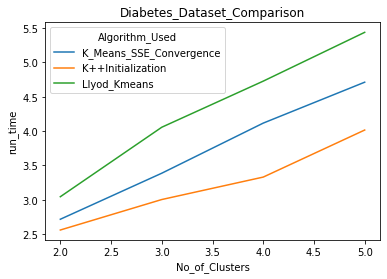 Diabetes_Dataset_Comparison
Algorithm_Used
K_Means_SSE_Convergence
K++Initialization
Llyod_Kmeans
run_time
5.5
5.0
4.5
4.0
3.5
3.0
2.5
2.0 2.5 3.0 3.5 4.0 4.5 5.0
No_of_Clusters